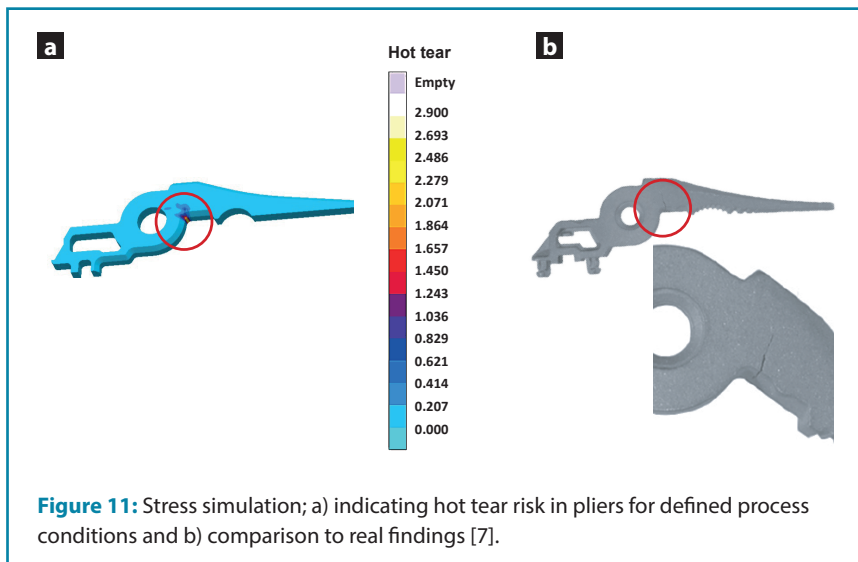 a
Hot tear
Empty
2.900
2.693
2.486
2.279
2.071
1.864
1.657
1.450
1.243
1.036
0.829
0.621
0.414
0.207
0.000
b
Figure 11: Stress simulation; a) indicating hot tear risk in pliers for defined process
conditions and b) comparison to real findings [7].